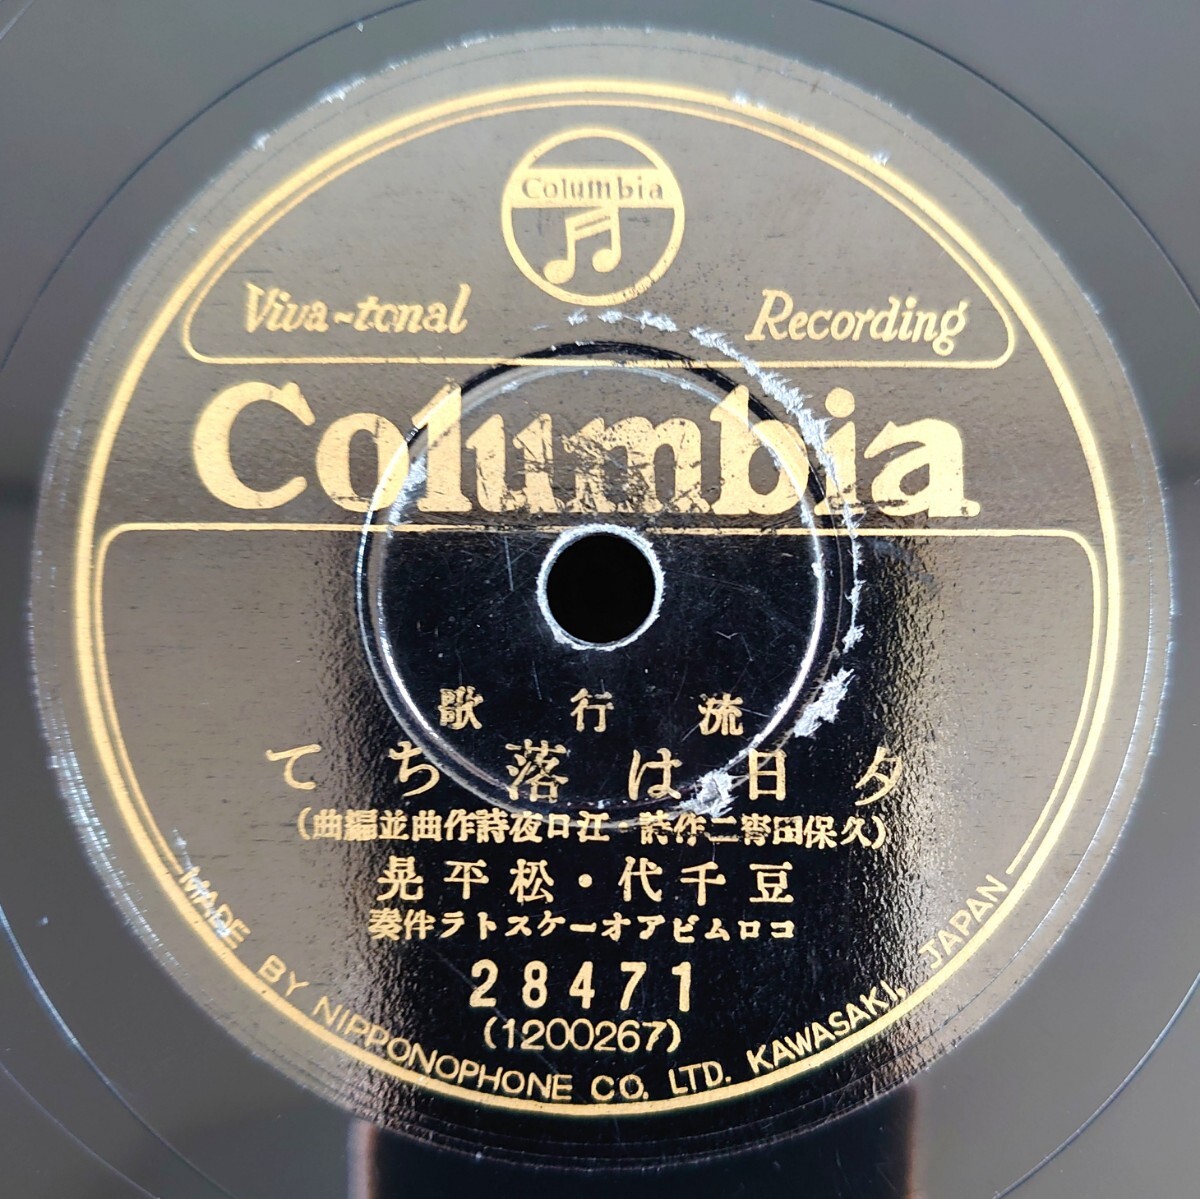 Columbia
Viva-tonal Recording
Columbia
流行歌
夕日は落ちて
(久保田宵二作詩・江口夜詩作曲並編曲)
豆千代・松平晃
コロムビアオーケストラ伴奏
28471
(1200267)
MADE BY NIPPONOPHONE CO. LTD. KAWASAKI, JAPAN